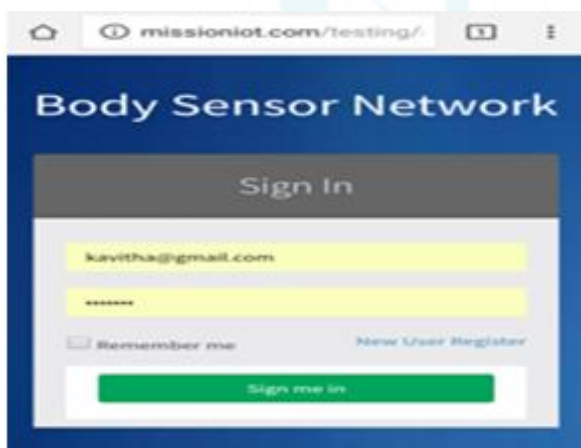 missioniot.com/testing/
1
Body Sensor Network
Sign In
kavitha@gmail.com
•••••••
Remember me
New User Register
Sign me in